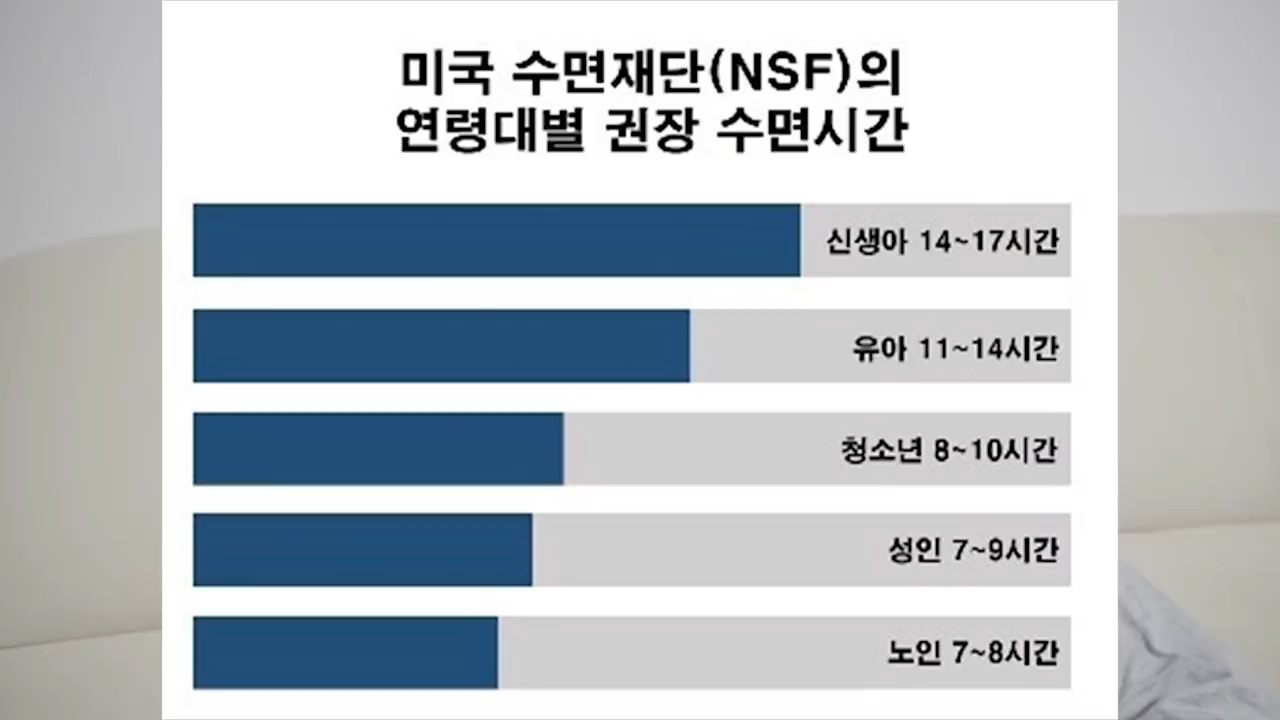 미국 수면재단(NSF)의
연령대별 권장 수면시간
신생아 14~17시간
유아 11~14시간
청소년 8~10시간
성인 7~9시간
노인 7~8시간